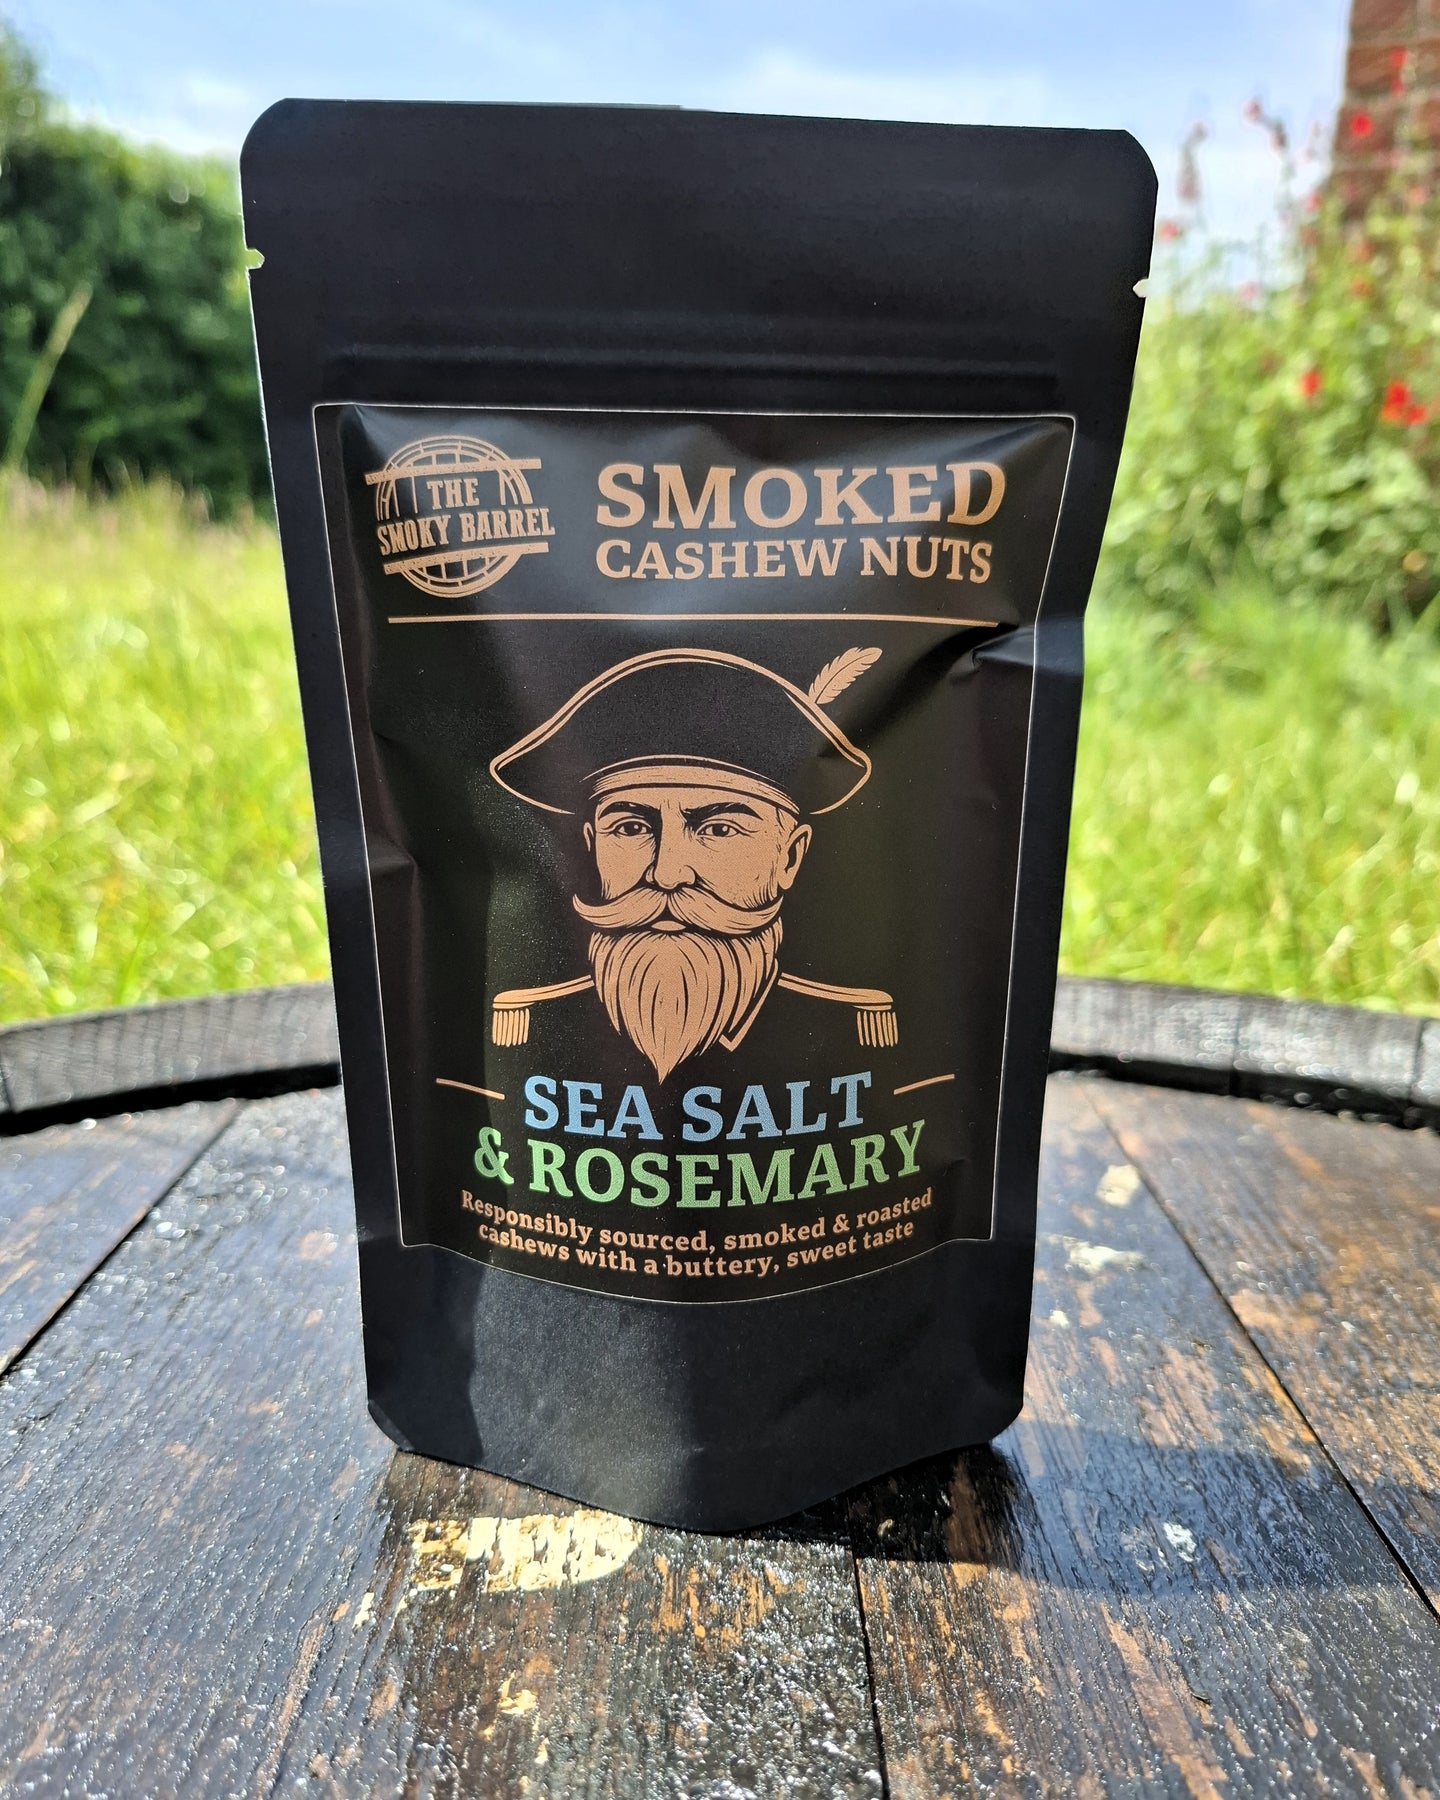 THE
SMOKY BARREL
SMOKED
CASHEW NUTS
SEA SALT
& ROSEMARY
Responsibly sourced, smoked & roasted
cashews with a buttery, sweet taste